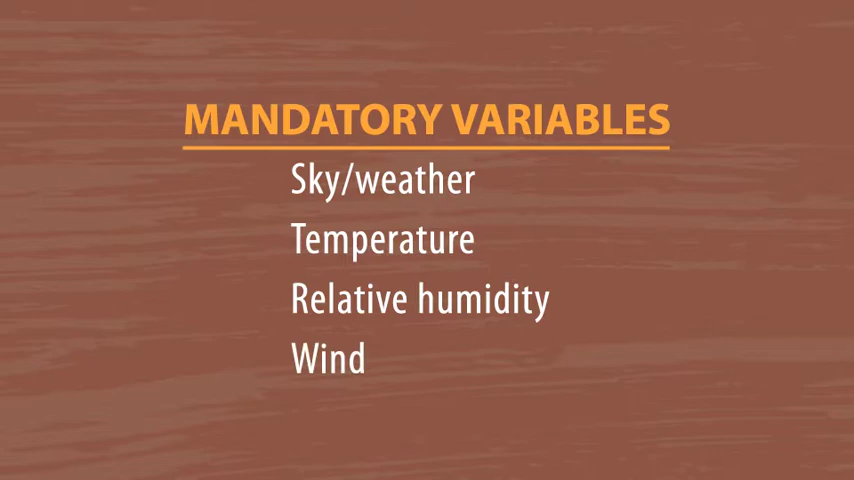 MANDATORY VARIABLES
Sky/weather
Temperature
Relative humidity
Wind